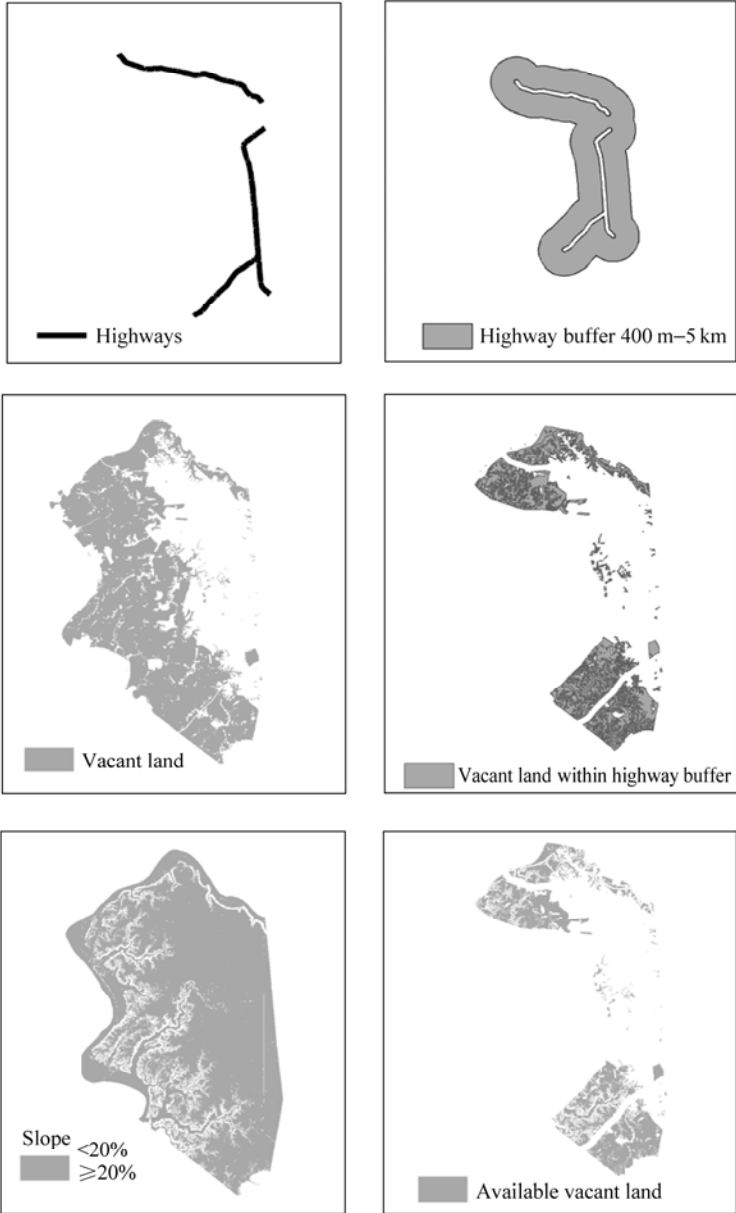 Highways
Highway buffer 400 m–5 km
Vacant land
Vacant land within highway buffer
Slope
<20%
≥20%
Available vacant land